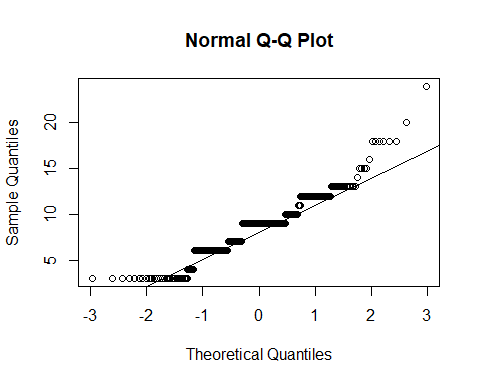 Normal Q-Q Plot
Sample Quantiles
20
15
10
5
-3 -2 -1 0 1 2 3
Theoretical Quantiles